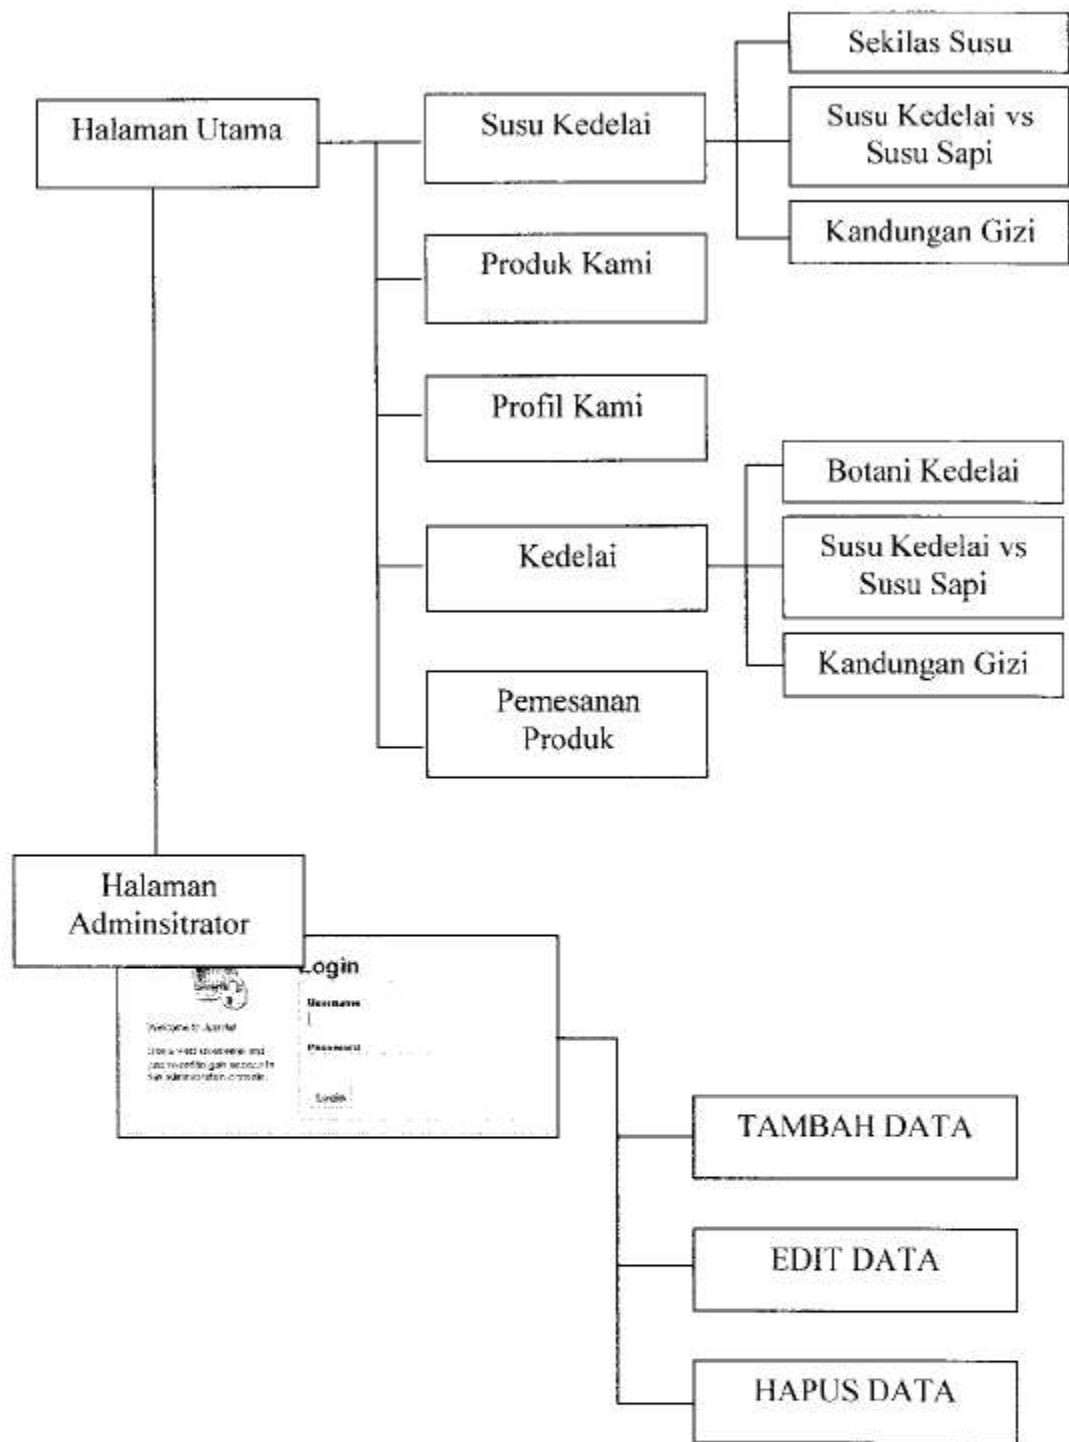 Sekilas Susu
Halaman Utama
Susu Kedelai
Susu Kedelai vs
Susu Sapi
Kandungan Gizi
Produk Kami
Profil Kami
Botani Kedelai
Kedelai
Susu Kedelai vs
Susu Sapi
Kandungan Gizi
Pemesanan
Produk
Halaman
Adminsitrator
Login
Username
Welcome to
Password
Login
TAMBAH DATA
EDIT DATA
HAPUS DATA